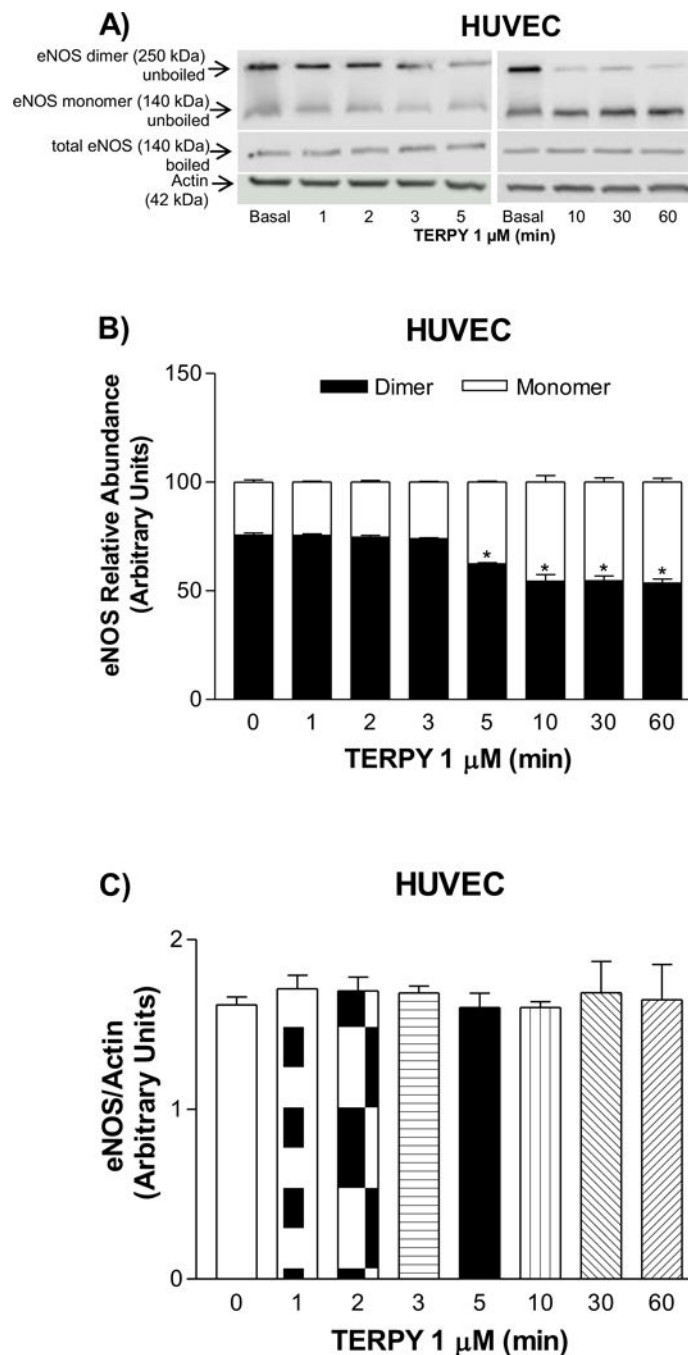 A)
HUVEC
eNOS dimer (250 kDa)
unboiled
eNOS monomer (140 kDa)
unboiled
total eNOS (140 kDa)
boiled
Actin
(42 kDa)
Basal 1 2 3 5 Basal 10 30 60
TERPY 1 µM (min)
B)
HUVEC
150
Dimer Monomer
100
50
0
* * * *
eNOS Relative Abundance
(Arbitrary Units)
0 1 2 3 5 10 30 60
TERPY 1 µM (min)
C)
HUVEC
2
1
0
eNOS/Actin
(Arbitrary Units)
0 1 2 3 5 10 30 60
TERPY 1 µM (min)